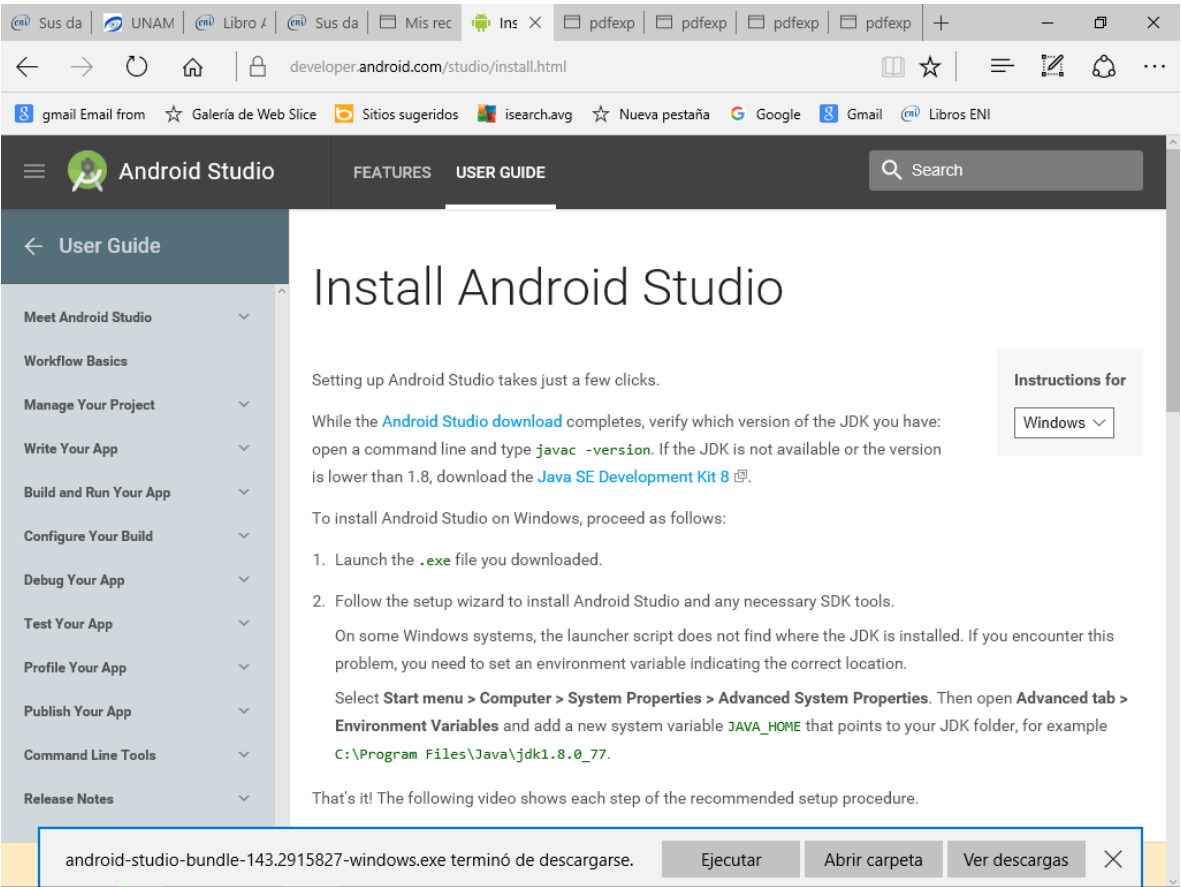 Sus da UNAM Libro A Sus da Mis rec Ins pdfexp pdfexp pdfexp pdfexp
developer.android.com/studio/install.html
gmail Email from Galería de Web Slice Sitios sugeridos isearch.avg Nueva pestaña Google Gmail Libros ENI
Android Studio FEATURES USER GUIDE Search
User Guide
Meet Android Studio
Workflow Basics
Manage Your Project
Write Your App
Build and Run Your App
Configure Your Build
Debug Your App
Test Your App
Profile Your App
Publish Your App
Command Line Tools
Release Notes
Install Android Studio
Instructions for
Windows
Setting up Android Studio takes just a few clicks.
While the Android Studio download completes, verify which version of the JDK you have:
open a command line and type javac -version. If the JDK is not available or the version
is lower than 1.8, download the Java SE Development Kit 8.
To install Android Studio on Windows, proceed as follows:
1. Launch the .exe file you downloaded.
2. Follow the setup wizard to install Android Studio and any necessary SDK tools.
On some Windows systems, the launcher script does not find where the JDK is installed. If you encounter this
problem, you need to set an environment variable indicating the correct location.
Select Start menu > Computer > System Properties > Advanced System Properties. Then open Advanced tab >
Environment Variables and add a new system variable JAVA_HOME that points to your JDK folder, for example
C:\Program Files\Java\jdk1.8.0_77.
That's it! The following video shows each step of the recommended setup procedure.
android-studio-bundle-143.2915827-windows.exe terminó de descargarse. Ejecutar Abrir carpeta Ver descargas